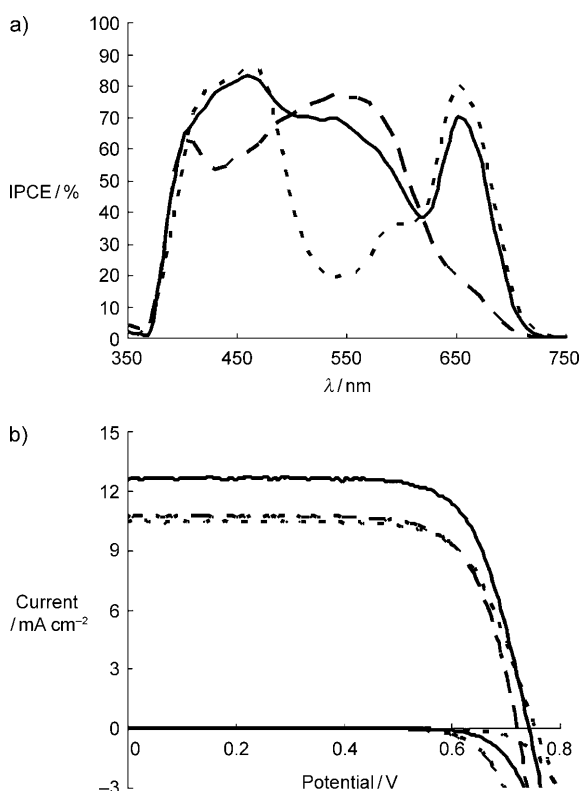 a)
100
90
80
70
60
50
40
30
20
10
0
IPCE / %
350 450 550 650 750
λ / nm
b)
15
12
9
6
3
0
–3
Current
/ mA cm⁻²
0 0.2 0.4 0.6 0.8
Potential / V